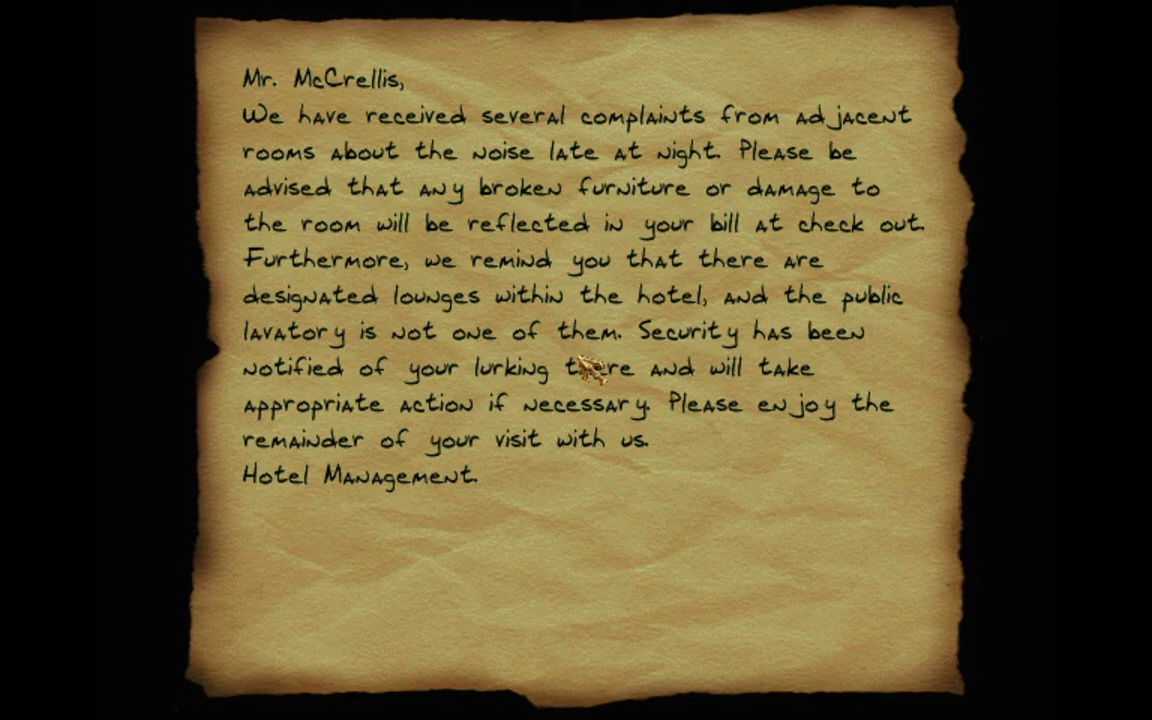 Mr. McCrellis,
We have received several complaints from adjacent
rooms about the noise late at night. Please be
advised that any broken furniture or damage to
the room will be reflected in your bill at check out.
Furthermore, we remind you that there are
designated lounges within the hotel, and the public
lavatory is not one of them. Security has been
notified of your lurking there and will take
appropriate action if necessary. Please enjoy the
remainder of your visit with us.
Hotel Management.